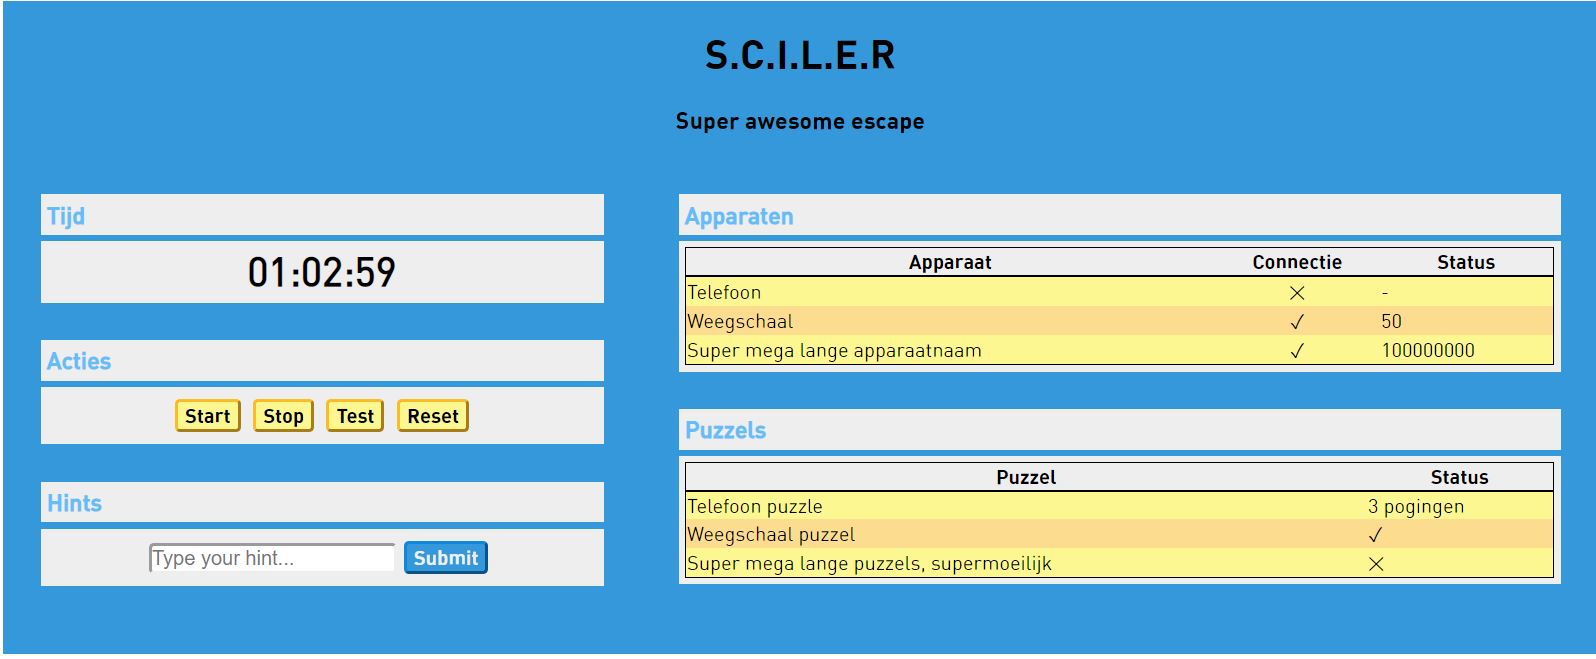 S.C.I.L.E.R
Super awesome escape
Tijd
01:02:59
Acties
Start Stop Test Reset
Hints
Type your hint... Submit
Apparaten
Apparaat Connectie Status
Telefoon ✕ -
Weegschaal ✓ 50
Super mega lange apparaatnaam ✓ 100000000
Puzzels
Puzzel Status
Telefoon puzzle 3 pogingen
Weegschaal puzzel ✓
Super mega lange puzzels, supermoeilijk ✕